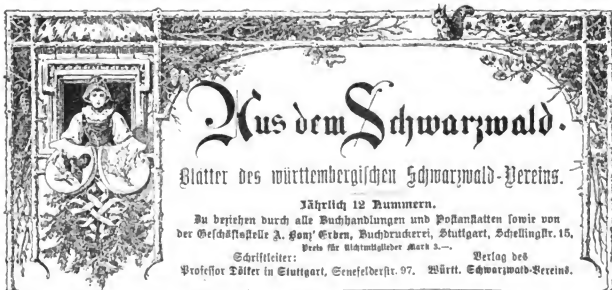 Aus dem Schwarzwald.
Blätter des württembergischen Schwarzwald-Vereins.
Jährlich 12 Nummern.
Zu beziehen durch alle Buchhandlungen und Postanstalten sowie von
der Geschäftsstelle A. Bonz' Erben, Buchdruckerei, Stuttgart, Schellingstr. 15.
Preis für Nichtmitglieder Mark 3.—.
Schriftleiter: Verlag des
Professor Dölker in Stuttgart, Senefelderstr. 97. Württ. Schwarzwald-Vereins.